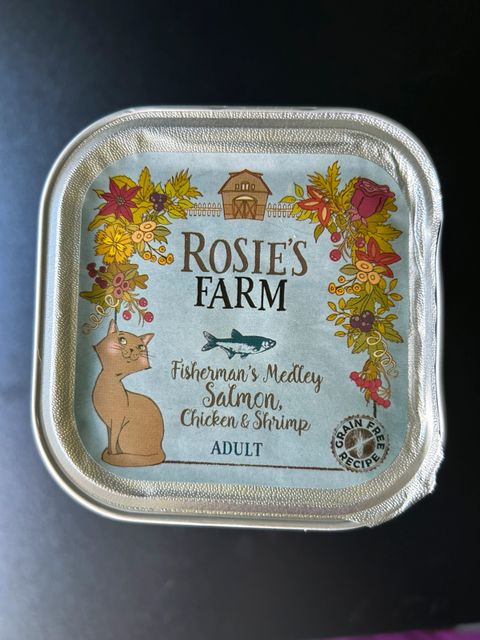 ROSIE'S
FARM
Fisherman's Medley
Salmon,
Chicken & Shrimp
ADULT
GRAIN FREE
RECIPE